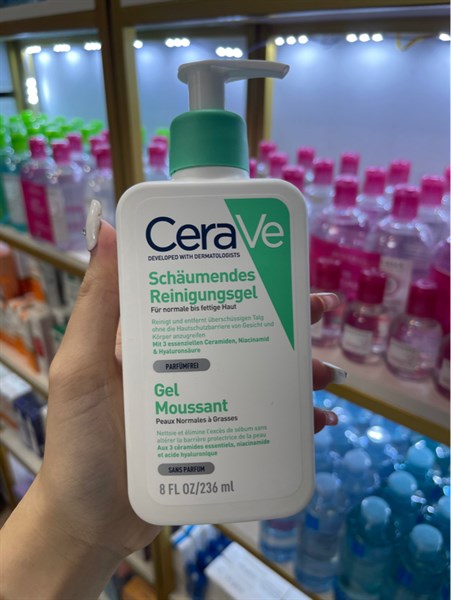 CeraVe
DEVELOPED WITH DERMATOLOGISTS
Schäumendes
Reinigungsgel
Für normale bis fettige Haut
Reinigt und entfernt überschüssigen Talg
ohne die Hautschutzbarriere von Gesicht und
Körper anzugreifen
Mit 3 essenziellen Ceramiden, Niacinamid
& Hyaluronsäure
PARFÜMFREI
Gel
Moussant
Peaux Normales à Grasses
Nettoie et élimine l'excès de sébum sans
altérer la barrière protectrice de la peau
Aux 3 céramides essentiels, niacinamide
et acide hyaluronique
SANS PARFUM
8 FL OZ/236 ml